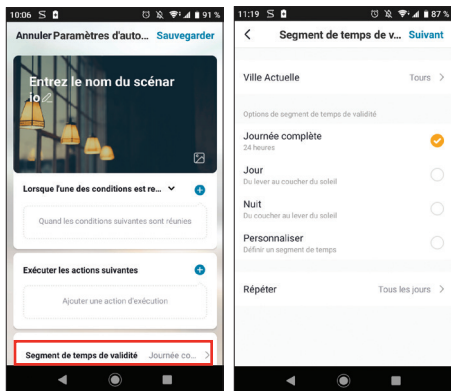 10:06 S 91 %
Annuler Paramètres d'auto... Sauvegarder
Entrez le nom du scénar
io
Lorsque l'une des conditions est re...
Quand les conditions suivantes sont réunies
Exécuter les actions suivantes
Ajouter une action d'exécution
Segment de temps de validité Journée co...
11:19 S 87 %
Segment de temps de v... Suivant
Ville Actuelle Tours
Options de segment de temps de validité
Journée complète
24 heures
Jour
Du lever au coucher du soleil
Nuit
Du coucher au lever du soleil
Personnaliser
Définir un segment de temps
Répéter Tous les jours